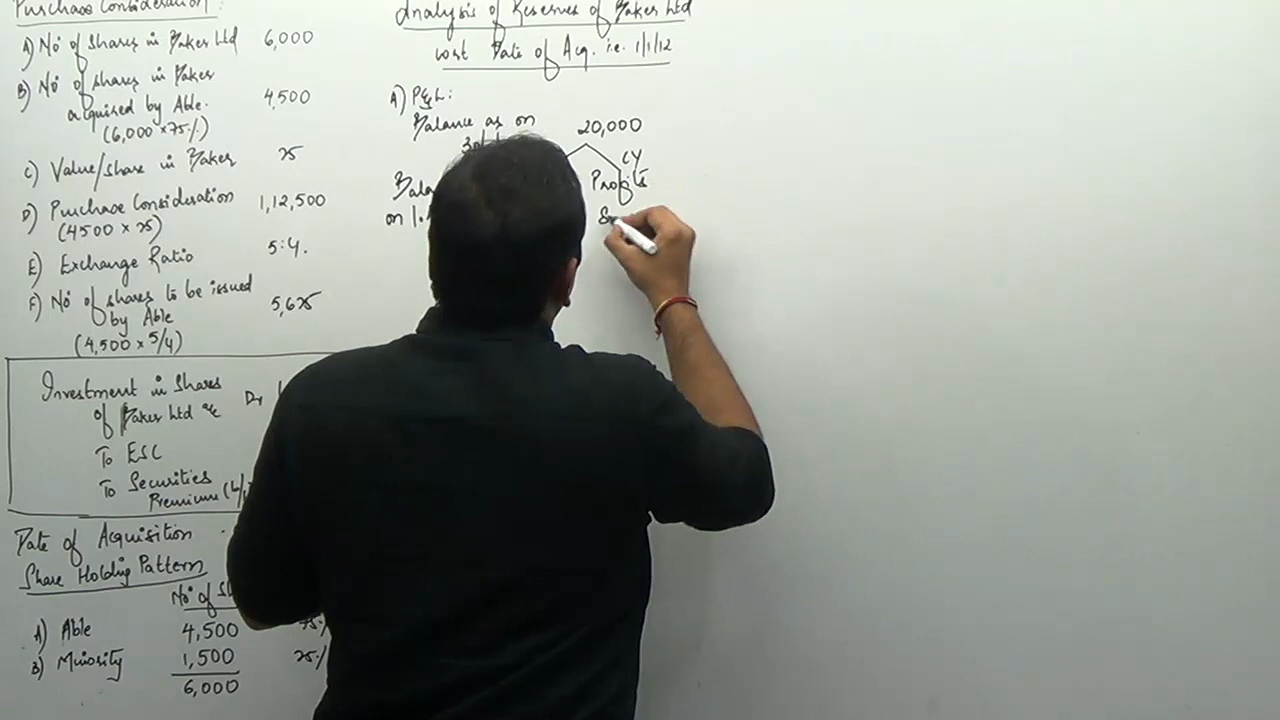 Purchase Consideration:
A) No of Shares in Baker Ltd 6,000
B) No of shares in Baker
acquired by Able. 4,500
(6,000 x 75%)
C) Value/share in Baker 25
D) Purchase Consideration 1,12,500
(4500 x 25)
E) Exchange Ratio 5:4.
F) No of shares to be issued
by Able 5,625
(4,500 x 5/4)
Investment in Shares
of Baker Ltd a/c Dr
To ESC
To Securities
Premium
Date of Acquisition
Share Holding Pattern
No of
A) Able 4,500 75%
B) Minority 1,500 25%
6,000
Analysis of Reserves of Baker Ltd
wrt Date of Acq. i.e. 1/1/12
A) P&L:
Balance as on 20,000
CY
Profits
on